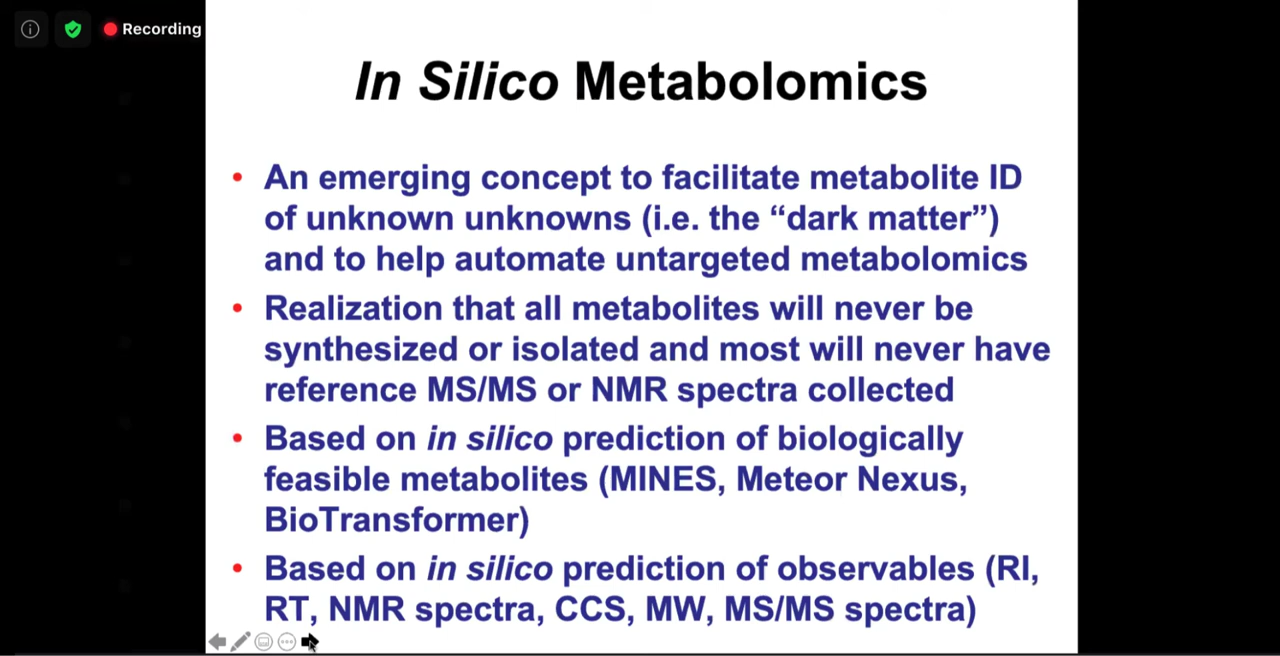 Recording
In Silico Metabolomics
• An emerging concept to facilitate metabolite ID
of unknown unknowns (i.e. the “dark matter”)
and to help automate untargeted metabolomics
• Realization that all metabolites will never be
synthesized or isolated and most will never have
reference MS/MS or NMR spectra collected
• Based on in silico prediction of biologically
feasible metabolites (MINES, Meteor Nexus,
BioTransformer)
• Based on in silico prediction of observables (RI,
RT, NMR spectra, CCS, MW, MS/MS spectra)